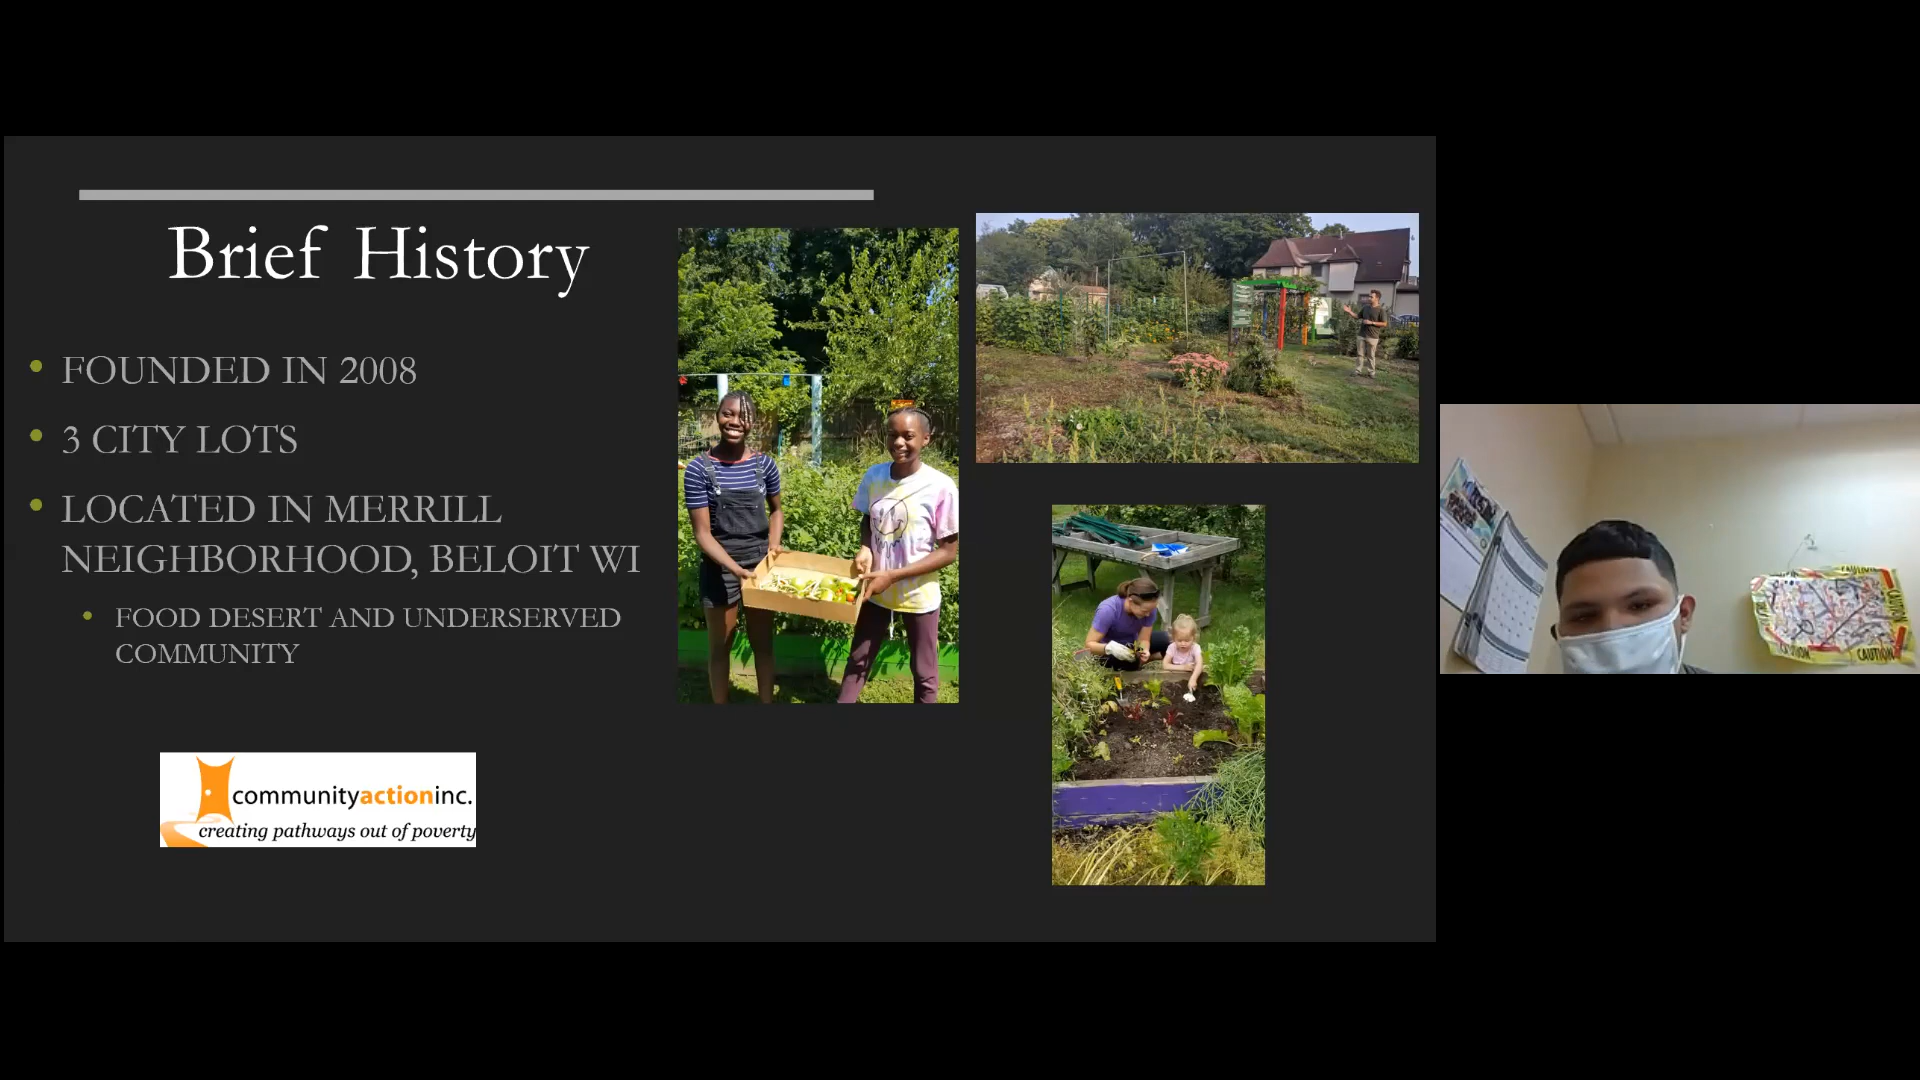 Brief History
• FOUNDED IN 2008
• 3 CITY LOTS
• LOCATED IN MERRILL
NEIGHBORHOOD, BELOIT WI
• FOOD DESERT AND UNDERSERVED
COMMUNITY
communityactioninc.
creating pathways out of poverty
CAUTION